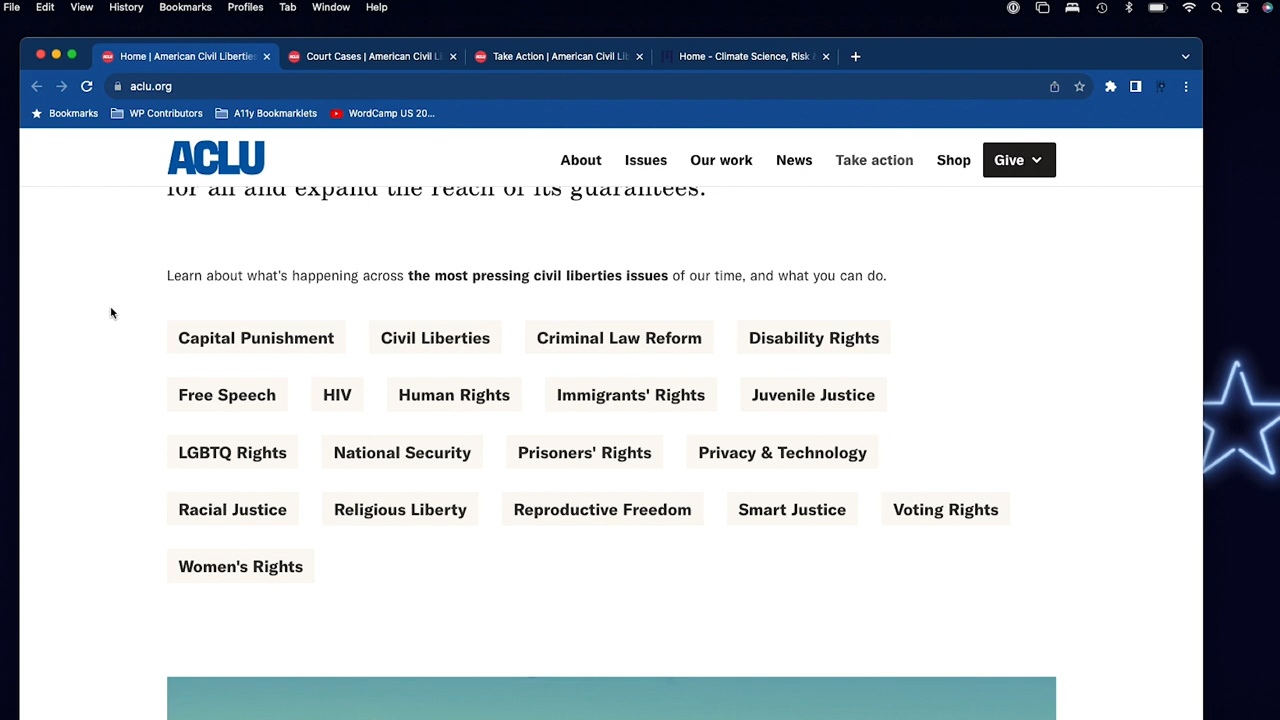 File Edit View History Bookmarks Profiles Tab Window Help
Home | American Civil Liberties Court Cases | American Civil Li Take Action | American Civil Lib Home - Climate Science, Risk &
aclu.org
Bookmarks WP Contributors A11y Bookmarklets WordCamp US 20...
ACLU About Issues Our work News Take action Shop Give
for all and expand the reach of its guarantees.
Learn about what's happening across the most pressing civil liberties issues of our time, and what you can do.
Capital Punishment Civil Liberties Criminal Law Reform Disability Rights
Free Speech HIV Human Rights Immigrants' Rights Juvenile Justice
LGBTQ Rights National Security Prisoners' Rights Privacy & Technology
Racial Justice Religious Liberty Reproductive Freedom Smart Justice Voting Rights
Women's Rights